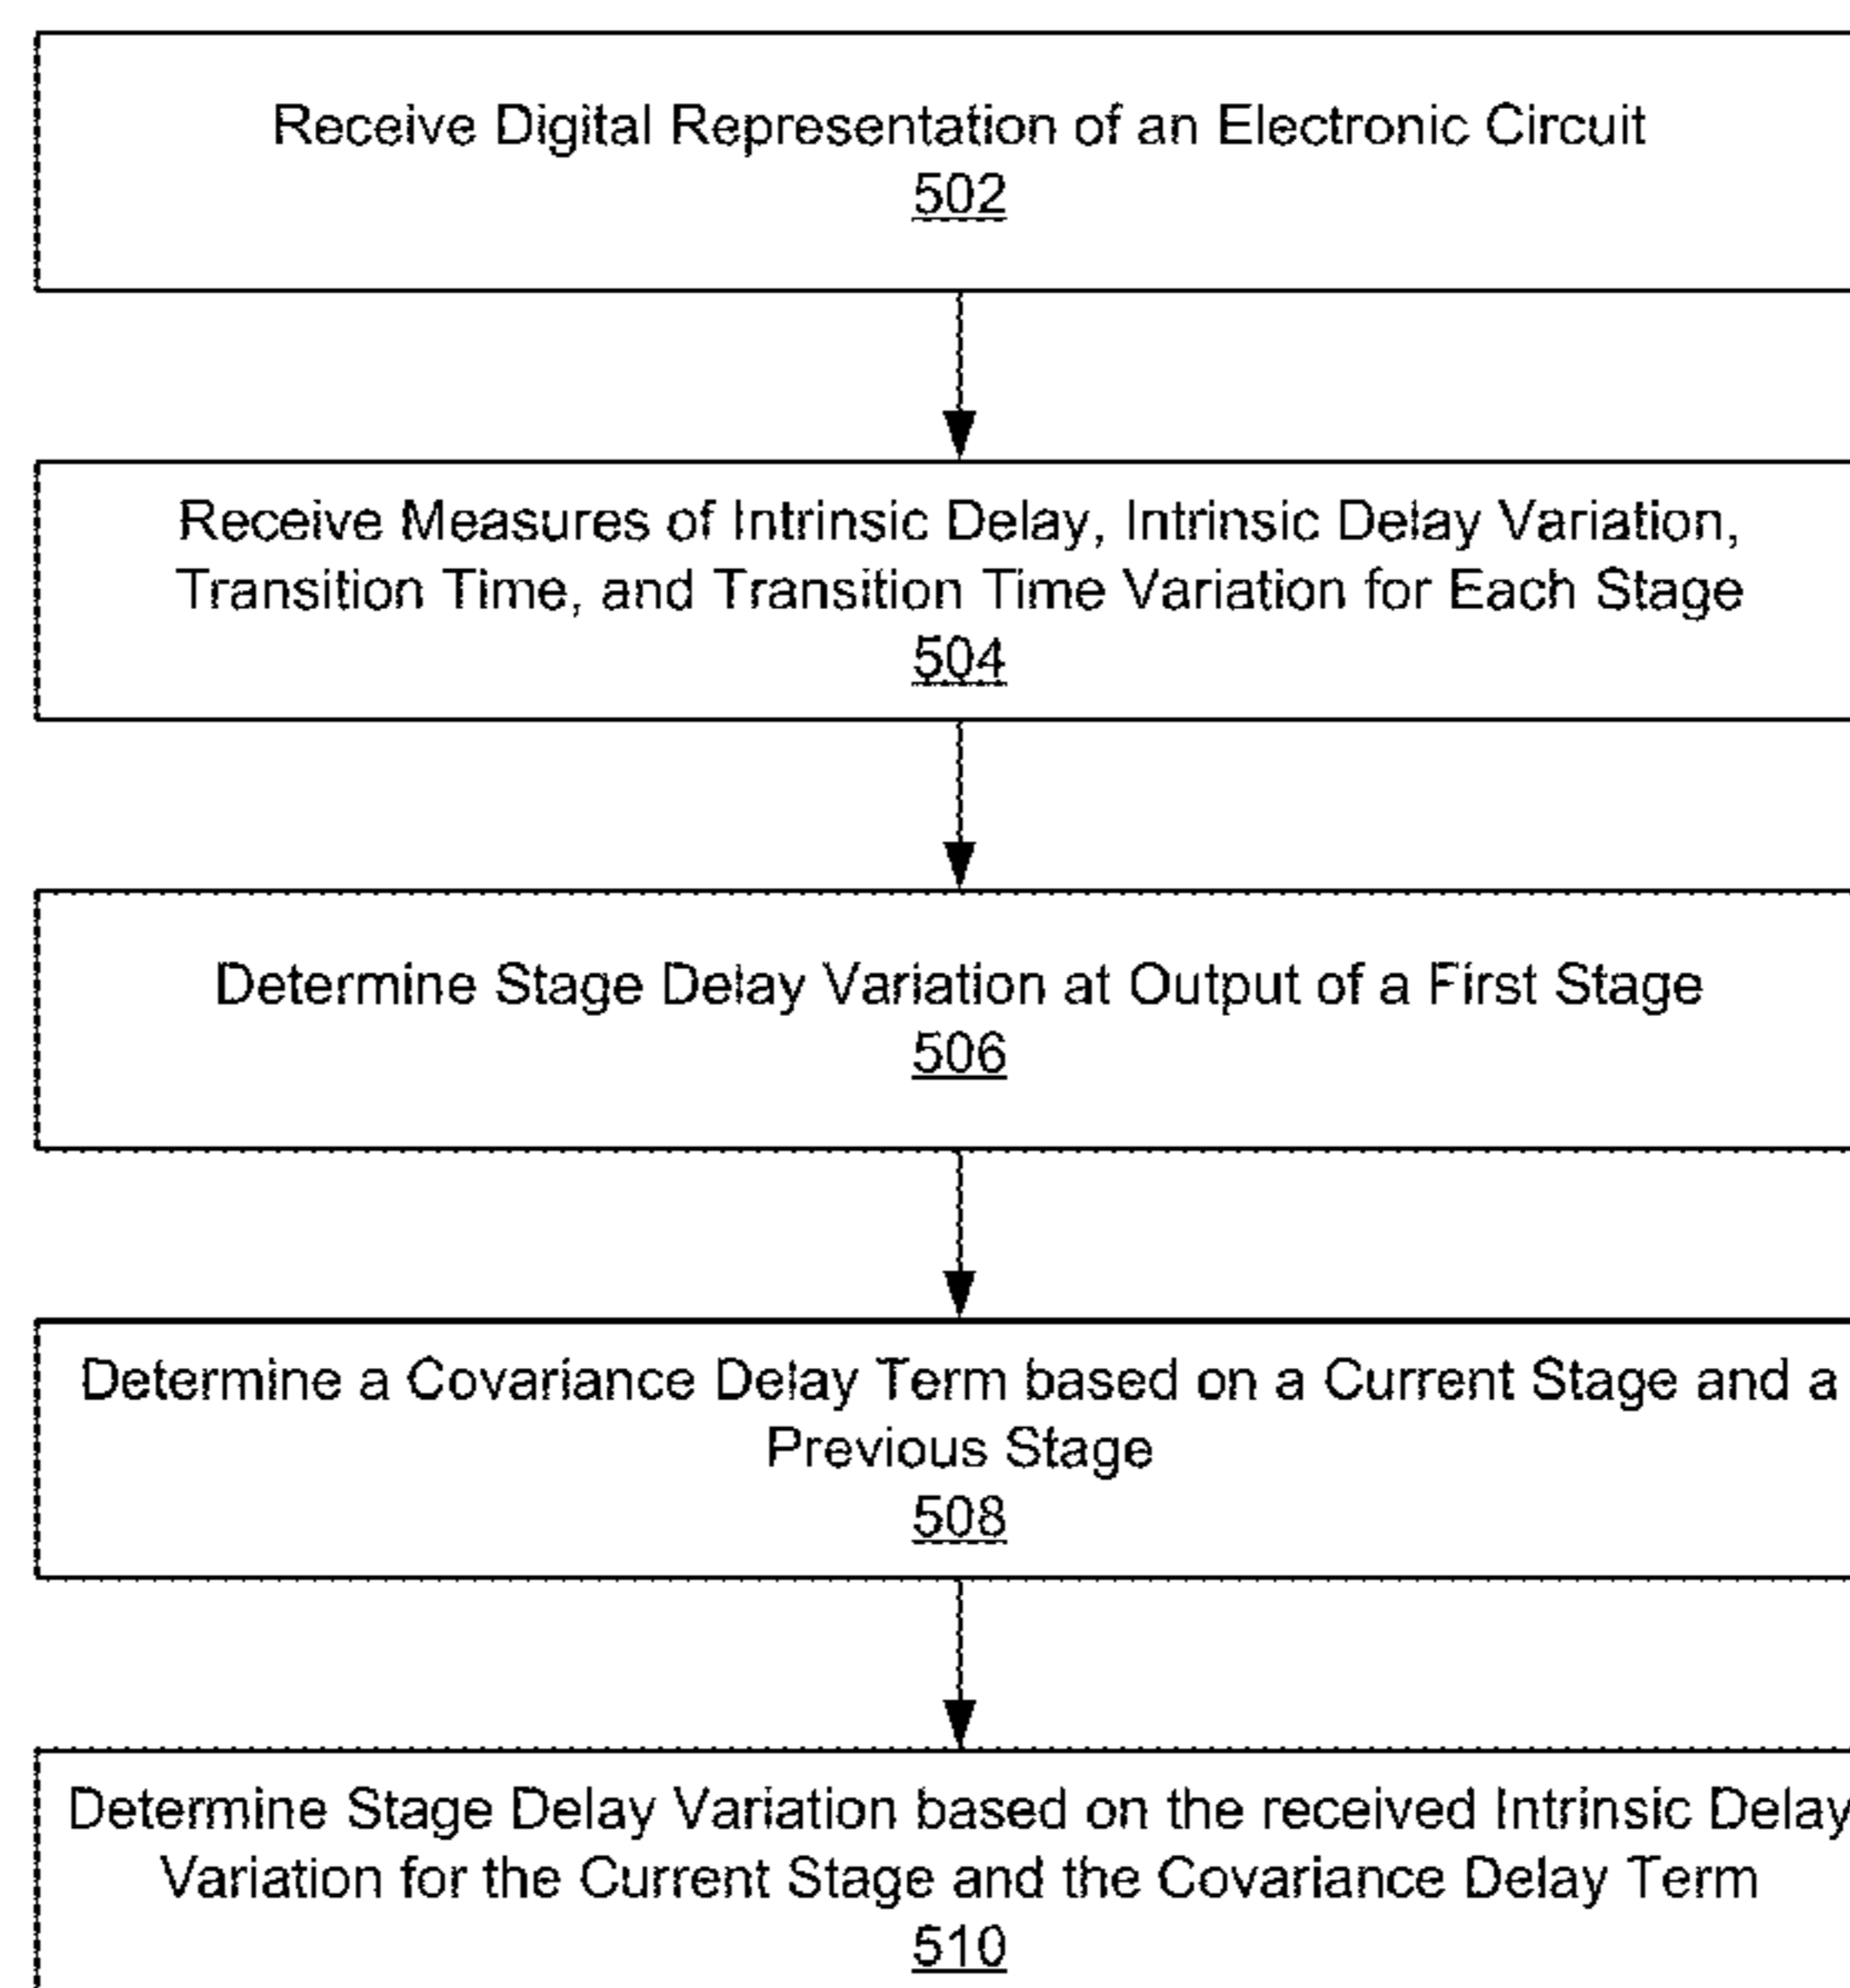 Receive Digital Representation of an Electronic Circuit
502
Receive Measures of Intrinsic Delay, Intrinsic Delay Variation,
Transition Time, and Transition Time Variation for Each Stage
504
Determine Stage Delay Variation at Output of a First Stage
506
Determine a Covariance Delay Term based on a Current Stage and a
Previous Stage
508
Determine Stage Delay Variation based on the received Intrinsic Delay
Variation for the Current Stage and the Covariance Delay Term
510